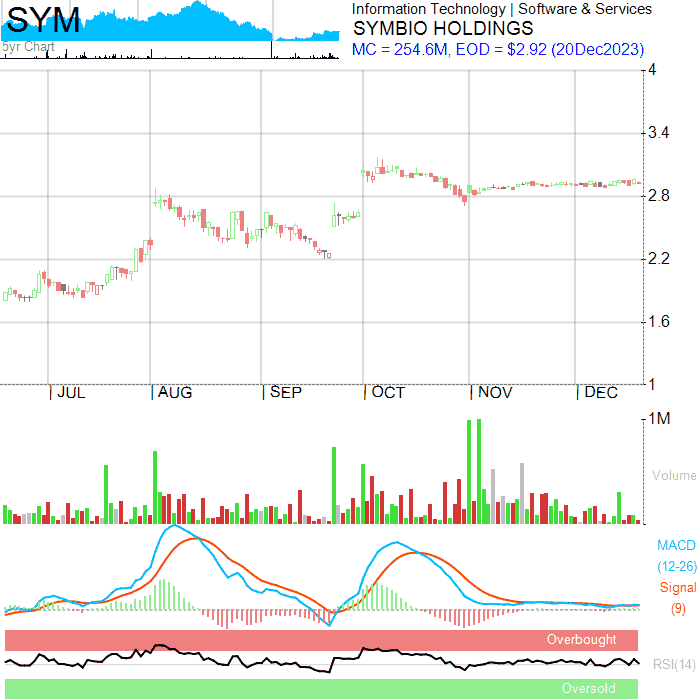 SYM
5yr Chart
Information Technology | Software & Services
SYMBIO HOLDINGS
MC = 254.6M, EOD = $2.92 (20Dec2023)
4
3.4
2.8
2.2
1.6
1
JUL AUG SEP OCT NOV DEC
1M
Volume
MACD
(12-26)
Signal
(9)
Overbought
RSI(14)
Oversold